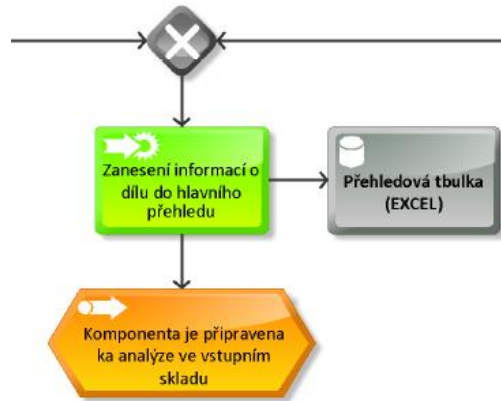 Zanesení informací o
dílu do hlavního
přehledu
Přehledová tbulka
(EXCEL)
Komponenta je připravena
ka analýze ve vstupním
skladu